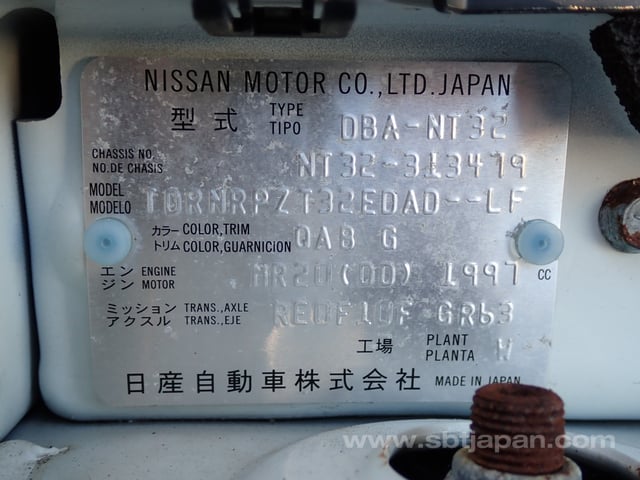 NISSAN MOTOR CO.,LTD.JAPAN
型式 TYPE TIPO DBA-NT32
CHASSIS NO. NO.DE CHASIS NT32-313479
MODEL MODELO TDRNRPZ T32EDAD--LF
カラー トリム COLOR,TRIM COLOR,GUARNICION QAB G
エンジン ENGINE MOTOR MR20(DD) 1997 CC
ミッション アクスル TRANS.,AXLE TRANS.,EJE RE0F10F GR63
工場 PLANT PLANTA W
日産自動車株式会社 MADE IN JAPAN
www.sbtjapan.com